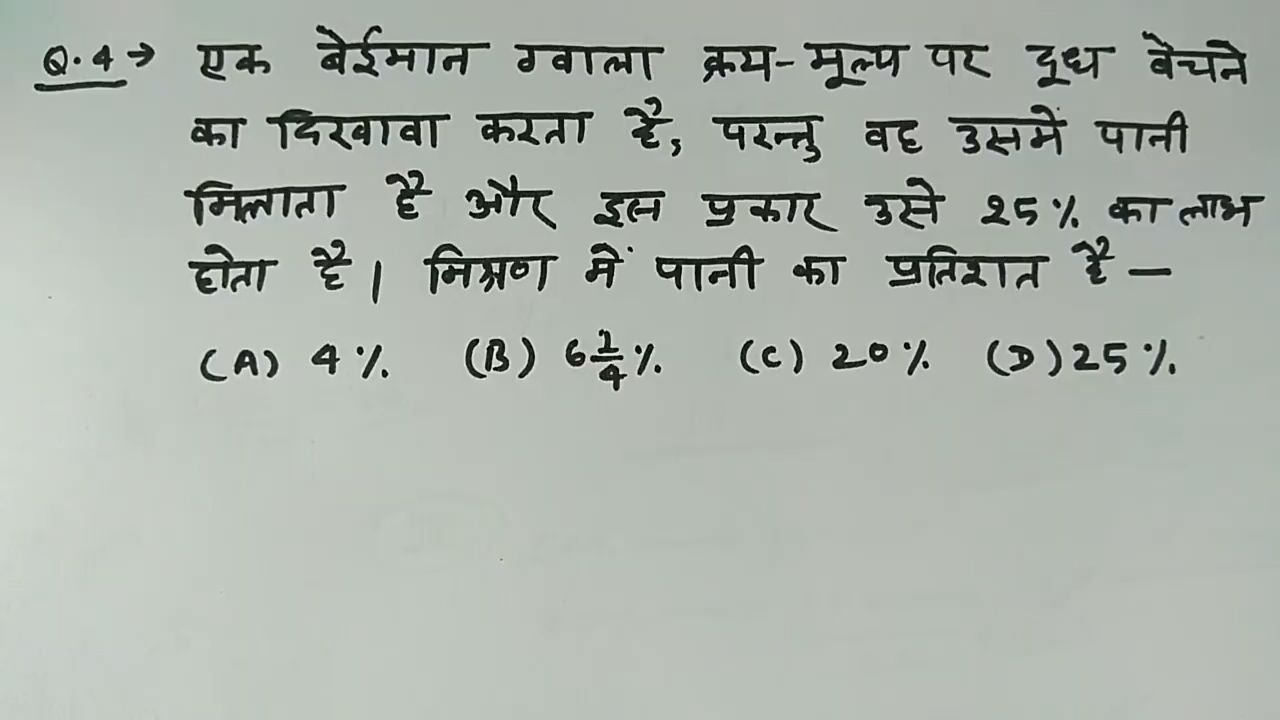 Q.4→ एक बेईमान ग्वाला क्रय-मूल्य पर दूध बेचने
का दिखावा करता है, परन्तु वह उसमें पानी
मिलाता है और इस प्रकार उसे 25% का लाभ
होता है। मिश्रण में पानी का प्रतिशत है —
(A) 4% (B) 6 1/4% (C) 20% (D) 25%